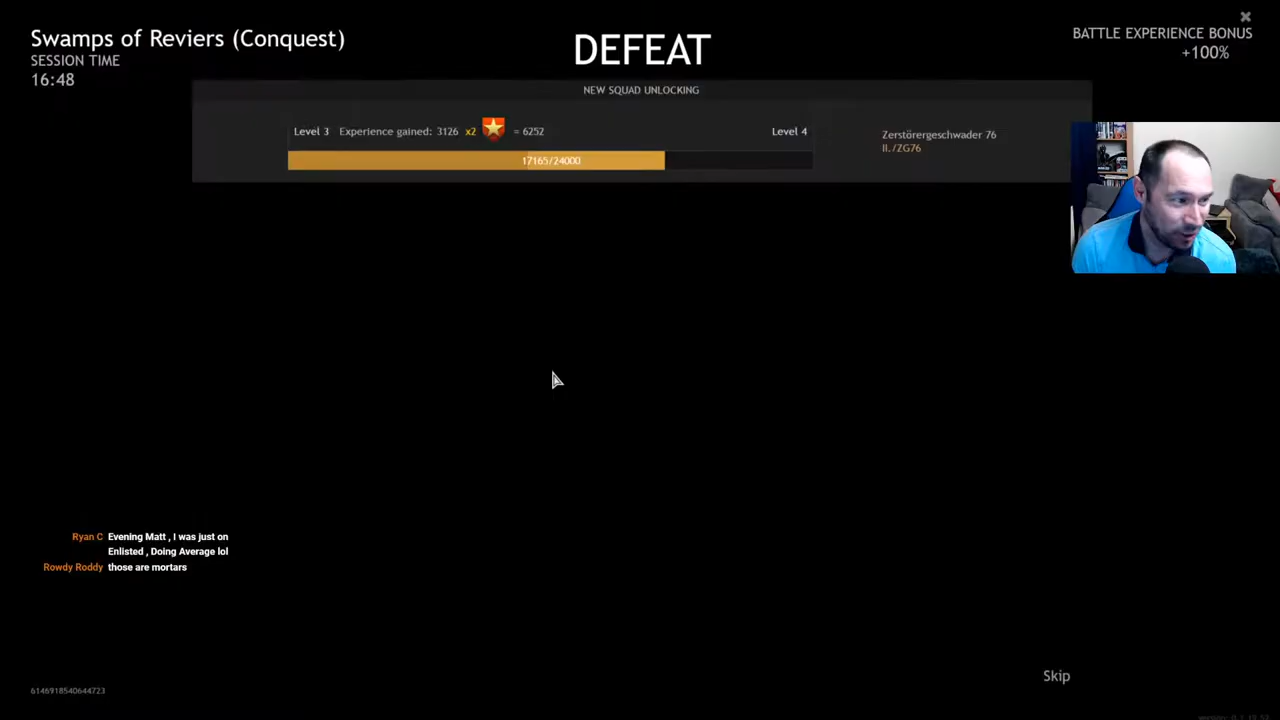 Swamps of Reviers (Conquest)
SESSION TIME
16:48
DEFEAT
BATTLE EXPERIENCE BONUS
+100%
NEW SQUAD UNLOCKING
Level 3 Experience gained: 3126 x2 = 6252 Level 4
17165/24000
Zerstörergeschwader 76
II./ZG76
Ryan C Evening Matt , I was just on
Enlisted , Doing Average lol
Rowdy Roddy those are mortars
Skip
6146918540644723